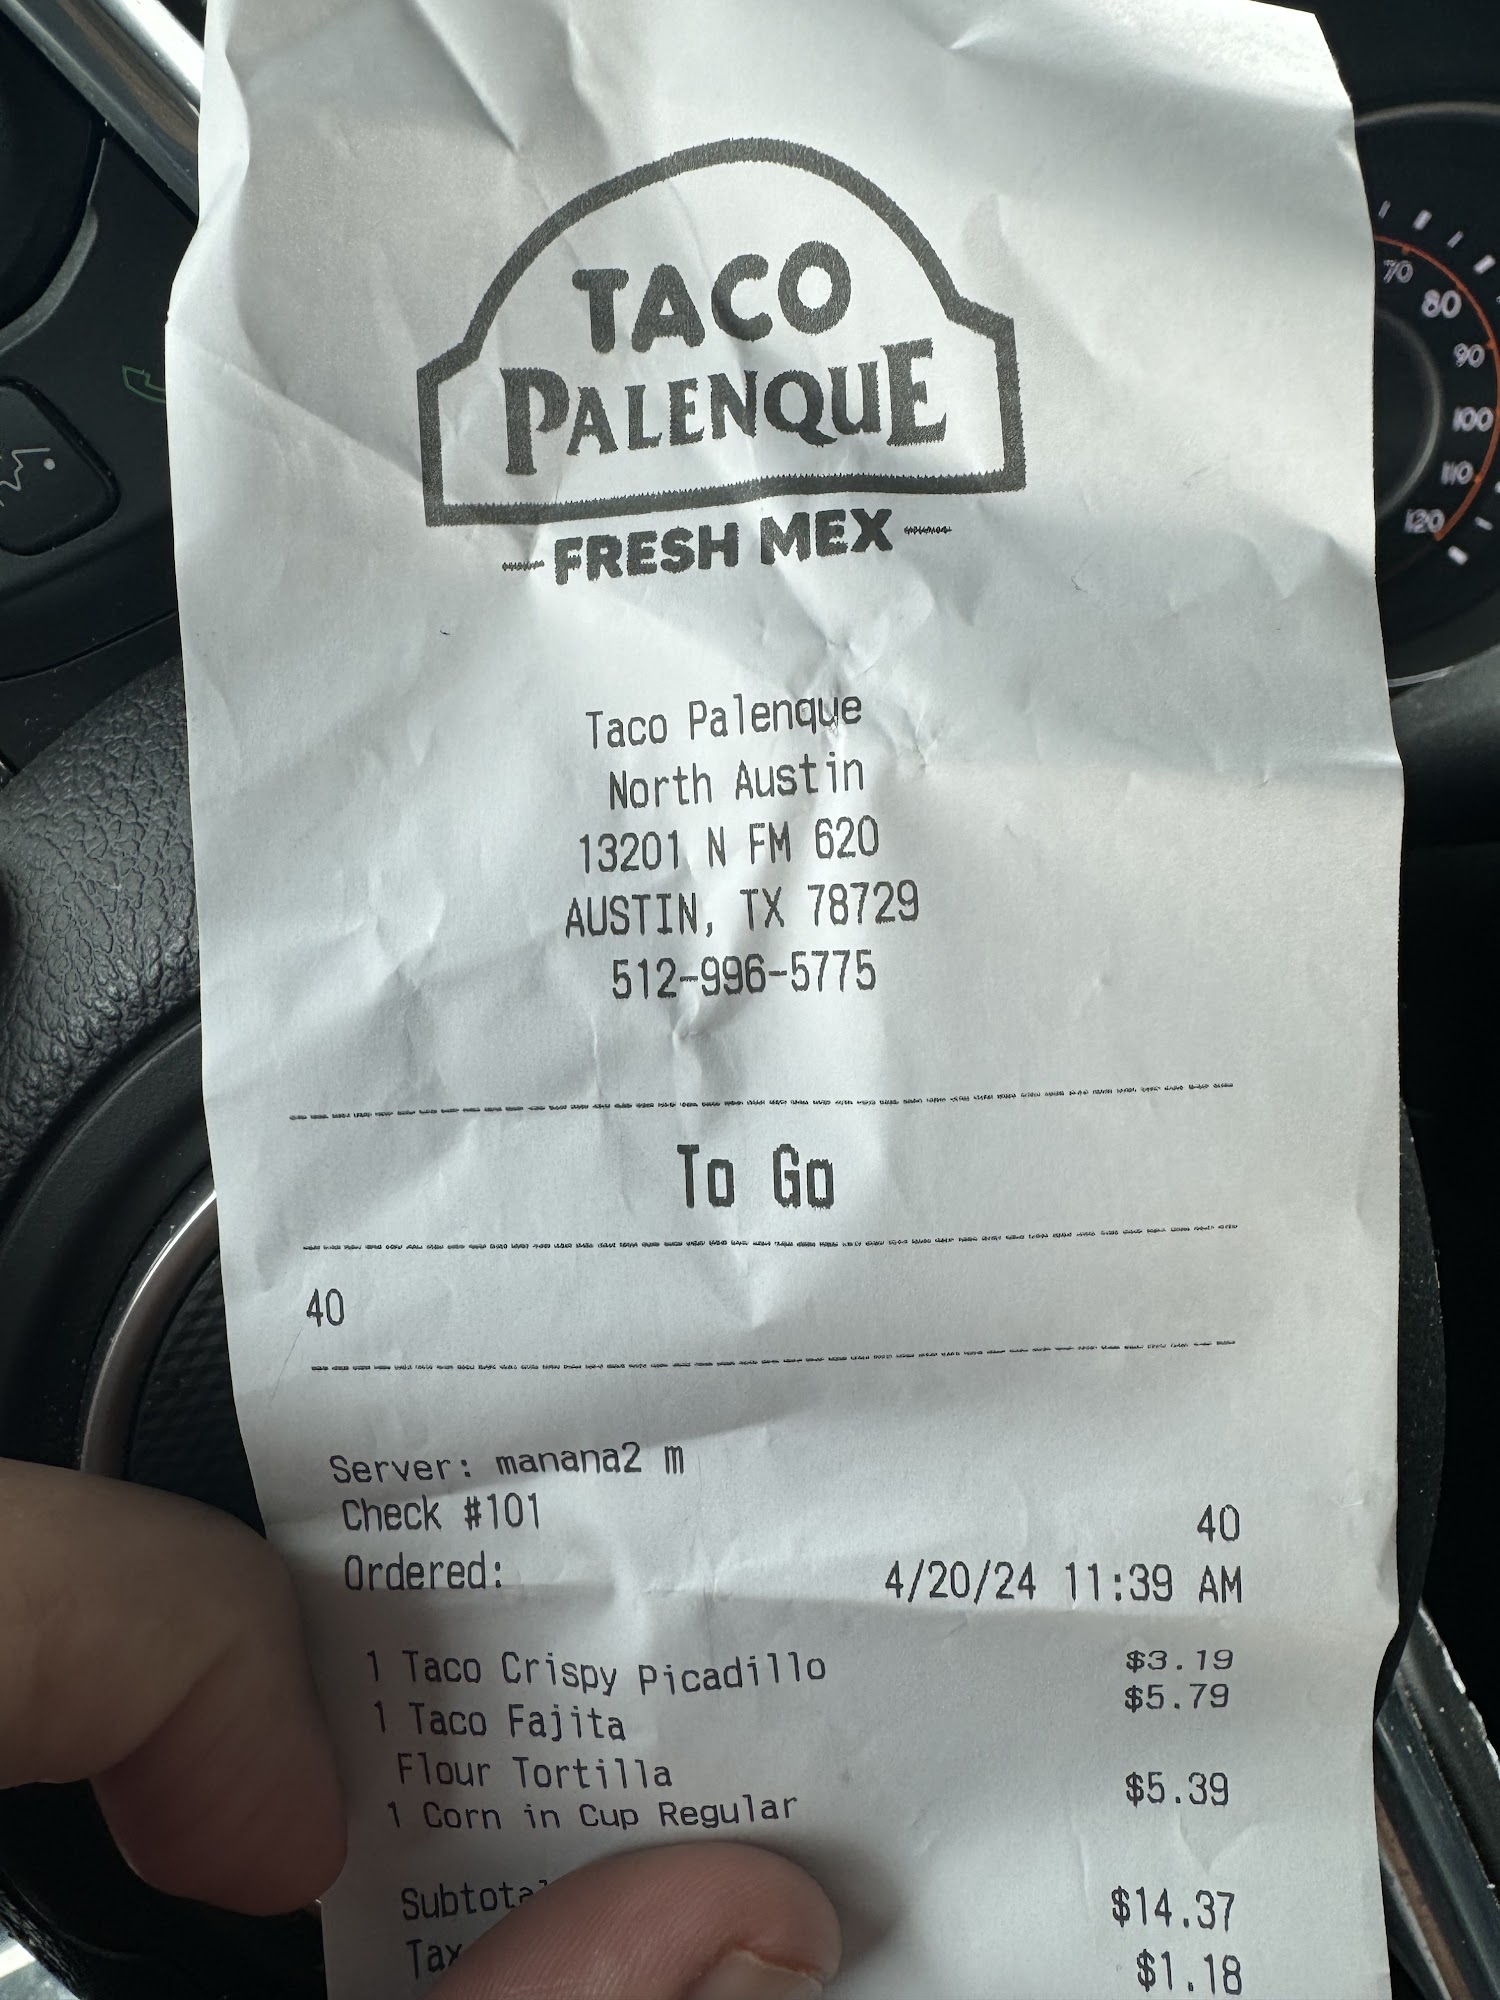 TACO
PALENQUE
FRESH MEX
Taco Palenque
North Austin
13201 N FM 620
AUSTIN, TX 78729
512-996-5775
To Go
40
Server: manana2 m
Check #101 40
Ordered: 4/20/24 11:39 AM
1 Taco Crispy Picadillo $3.19
1 Taco Fajita $5.79
Flour Tortilla
1 Corn in Cup Regular $5.39
$14.37
Tax $1.18
70
80
90
100
110
120